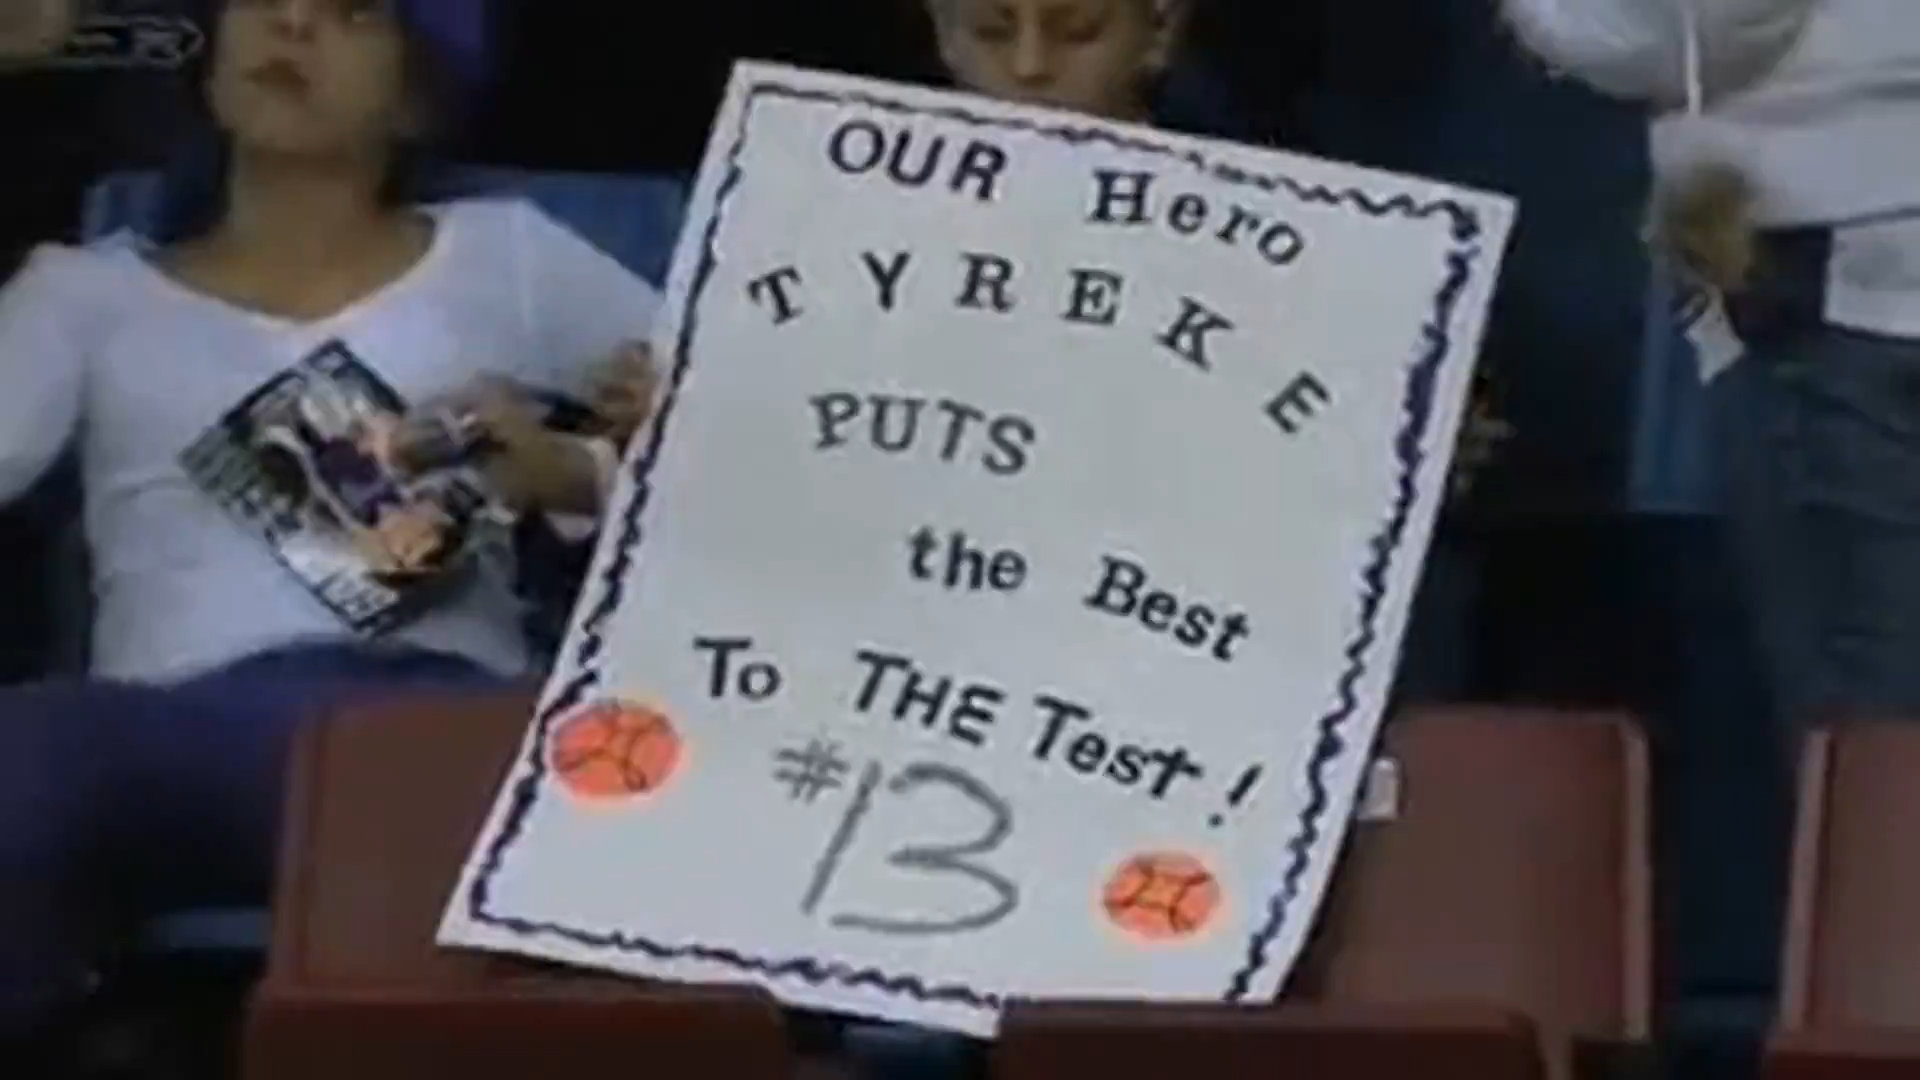 OUR Hero
TYREKE
PUTS
the Best
To THE Test!
#13